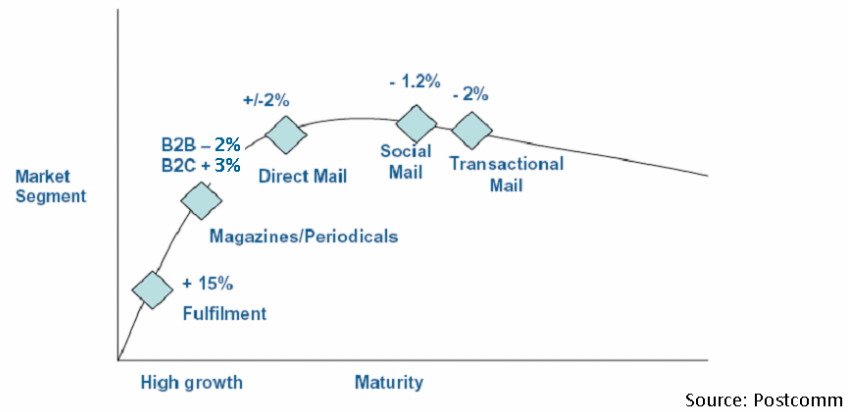 - 1.2%
+/-2%
- 2%
B2B – 2%
B2C + 3%
Social
Mail
Direct Mail
Transactional
Mail
Market
Segment
Magazines/Periodicals
+ 15%
Fulfilment
High growth
Maturity
Source: Postcomm